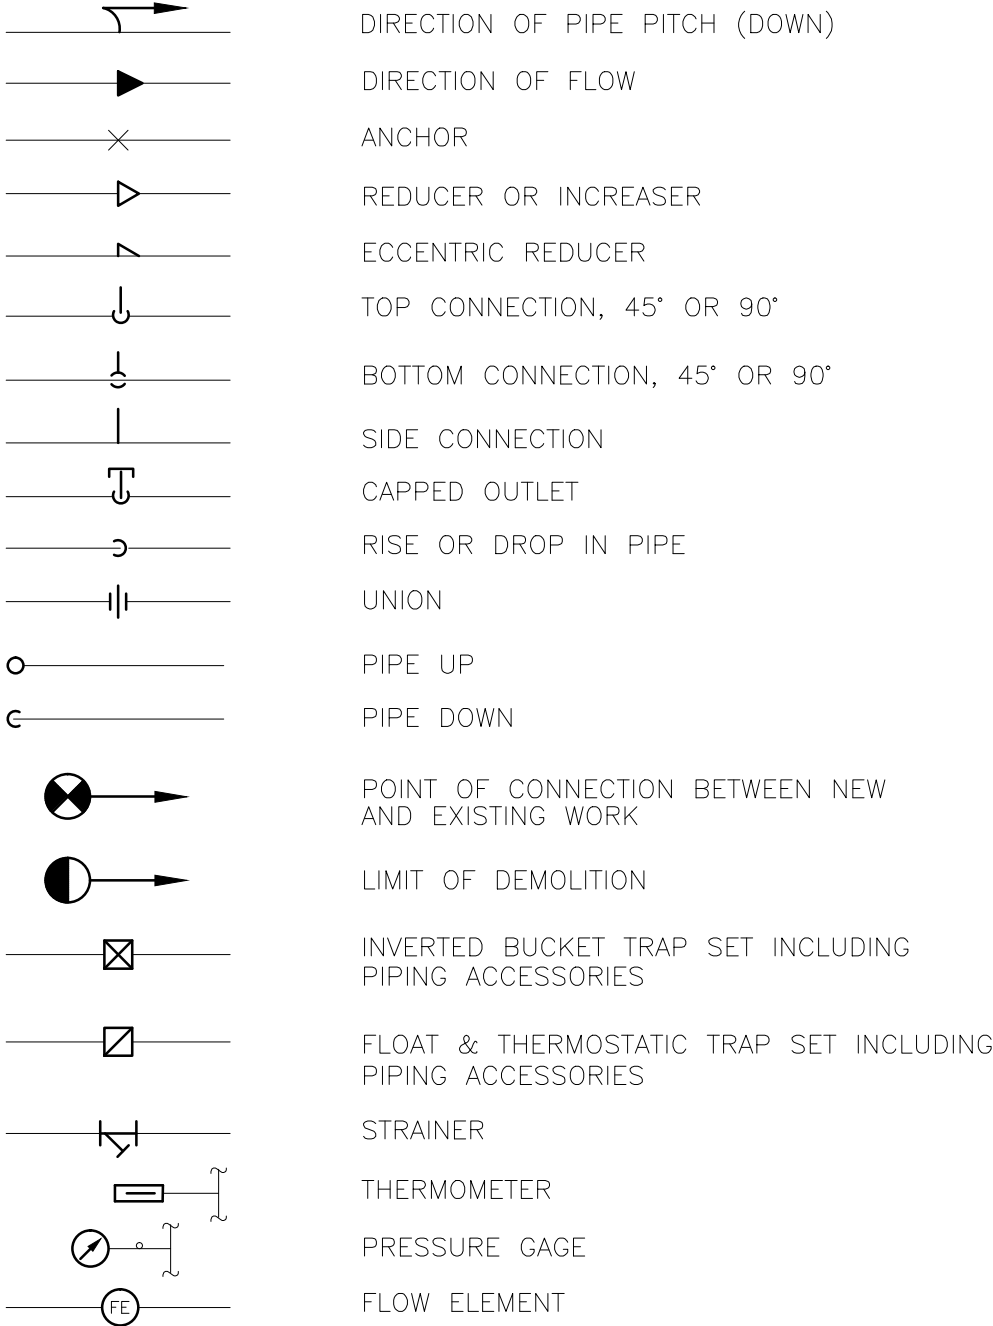 DIRECTION OF PIPE PITCH (DOWN)
DIRECTION OF FLOW
ANCHOR
REDUCER OR INCREASER
ECCENTRIC REDUCER
TOP CONNECTION, 45° OR 90°
BOTTOM CONNECTION, 45° OR 90°
SIDE CONNECTION
CAPPED OUTLET
RISE OR DROP IN PIPE
UNION
PIPE UP
PIPE DOWN
POINT OF CONNECTION BETWEEN NEW
AND EXISTING WORK
LIMIT OF DEMOLITION
INVERTED BUCKET TRAP SET INCLUDING
PIPING ACCESSORIES
FLOAT & THERMOSTATIC TRAP SET INCLUDING
PIPING ACCESSORIES
STRAINER
THERMOMETER
PRESSURE GAGE
FE FLOW ELEMENT